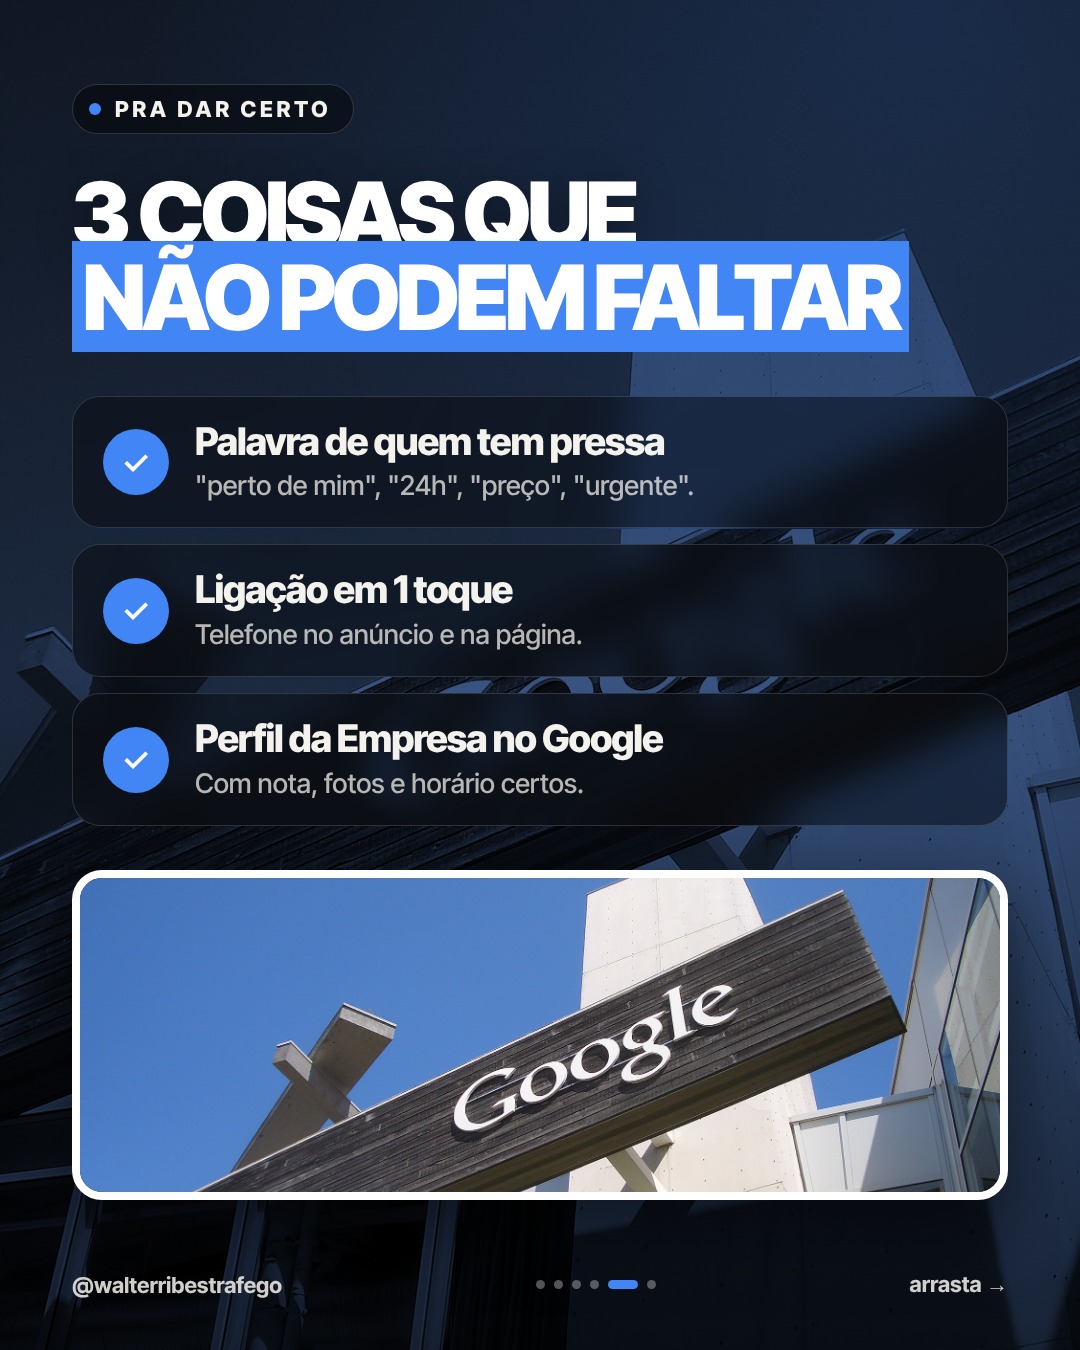 PRA DAR CERTO
3 COISAS QUE
NÃO PODEM FALTAR
Palavra de quem tem pressa
"perto de mim", "24h", "preço", "urgente".
Ligação em 1 toque
Telefone no anúncio e na página.
Perfil da Empresa no Google
Com nota, fotos e horário certos.
Google
@walterribestrafego
arrasta →